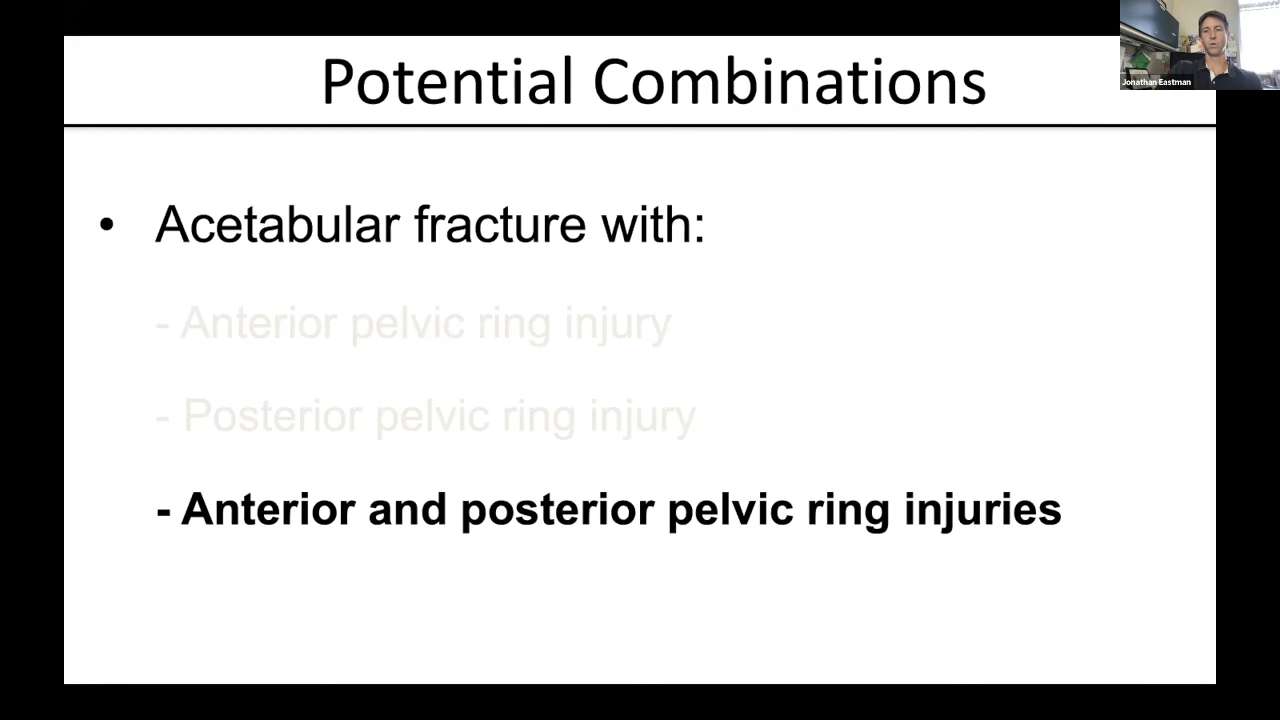 Potential Combinations
Jonathan Eastman
• Acetabular fracture with:
- Anterior pelvic ring injury
- Posterior pelvic ring injury
- Anterior and posterior pelvic ring injuries